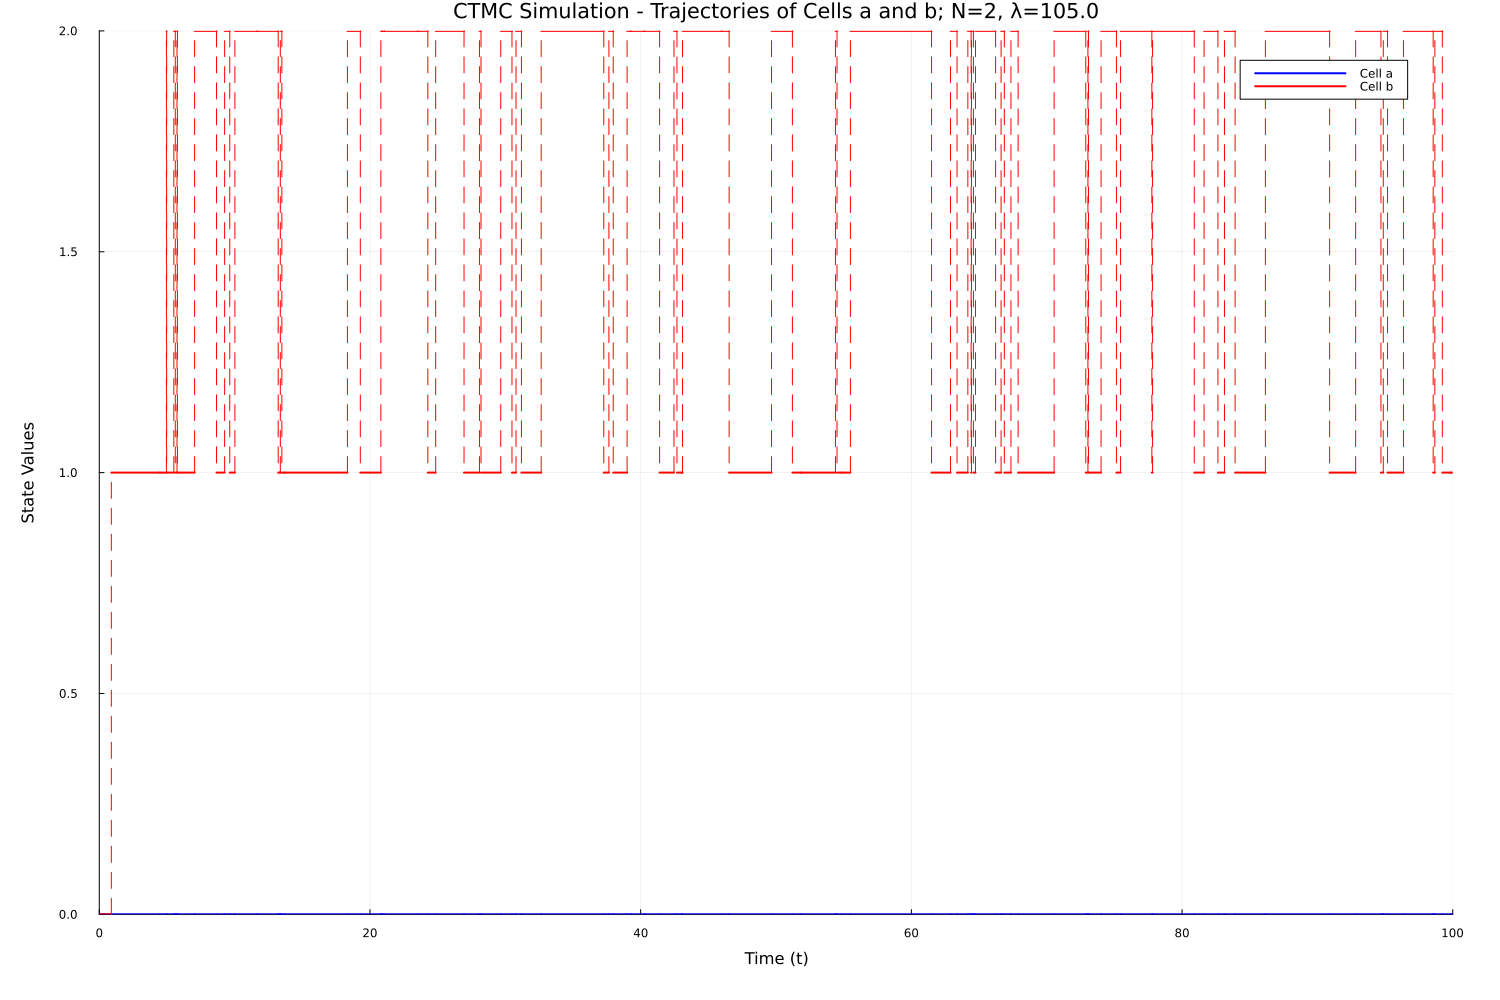 CTMC Simulation - Trajectories of Cells a and b; N=2, λ=105.0
2.0
Cell a
Cell b
1.5
1.0
State Values
0.5
0.0
0 20 40 60 80 100
Time (t)